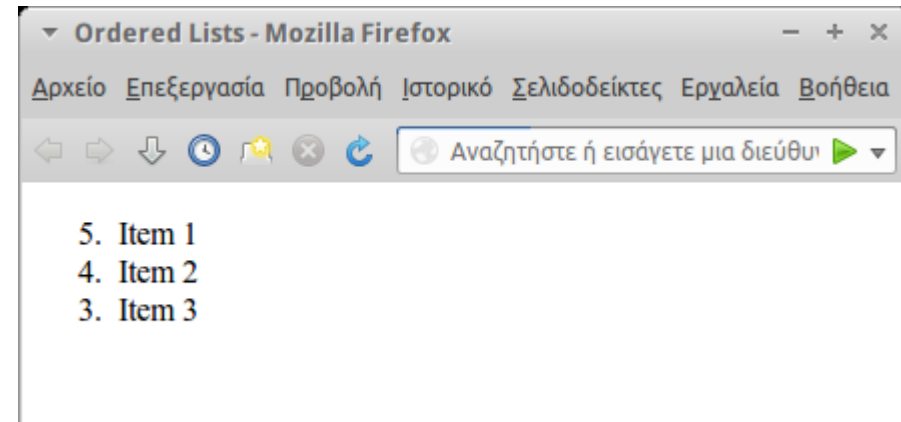 Ordered Lists - Mozilla Firefox
Αρχείο Επεξεργασία Προβολή Ιστορικό Σελιδοδείκτες Εργαλεία Βοήθεια
Αναζητήστε ή εισάγετε μια διεύθυ
5. Item 1
4. Item 2
3. Item 3